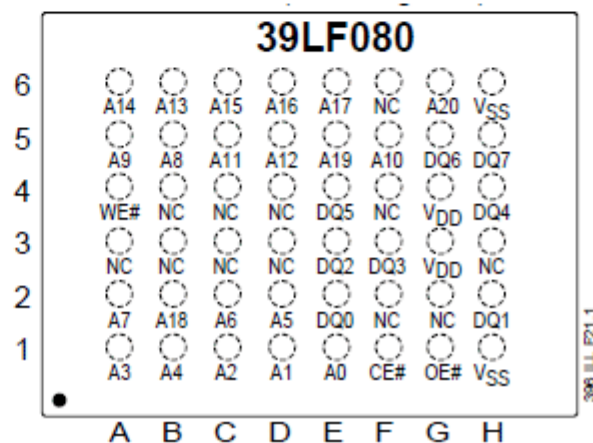 39LF080
6
A14 A13 A15 A16 A17 NC A20 VSS
5
A9 A8 A11 A12 A19 A10 DQ6 DQ7
4
WE# NC NC NC DQ5 NC VDD DQ4
3
NC NC NC NC DQ2 DQ3 VDD NC
2
A7 A18 A6 A5 DQ0 NC NC DQ1
1
A3 A4 A2 A1 A0 CE# OE# VSS
A B C D E F G H